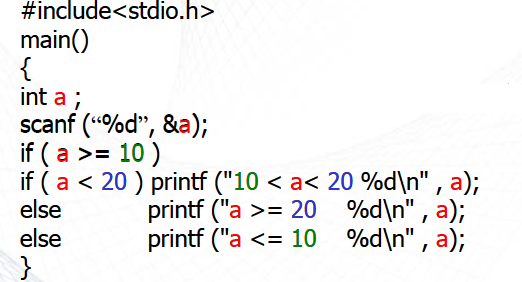 #include<stdio.h>
main()
{
int a ;
scanf (“%d”, &a);
if ( a >= 10 )
if ( a < 20 ) printf ("10 < a< 20 %d\n" , a);
else printf ("a >= 20 %d\n" , a);
else printf ("a <= 10 %d\n" , a);
}